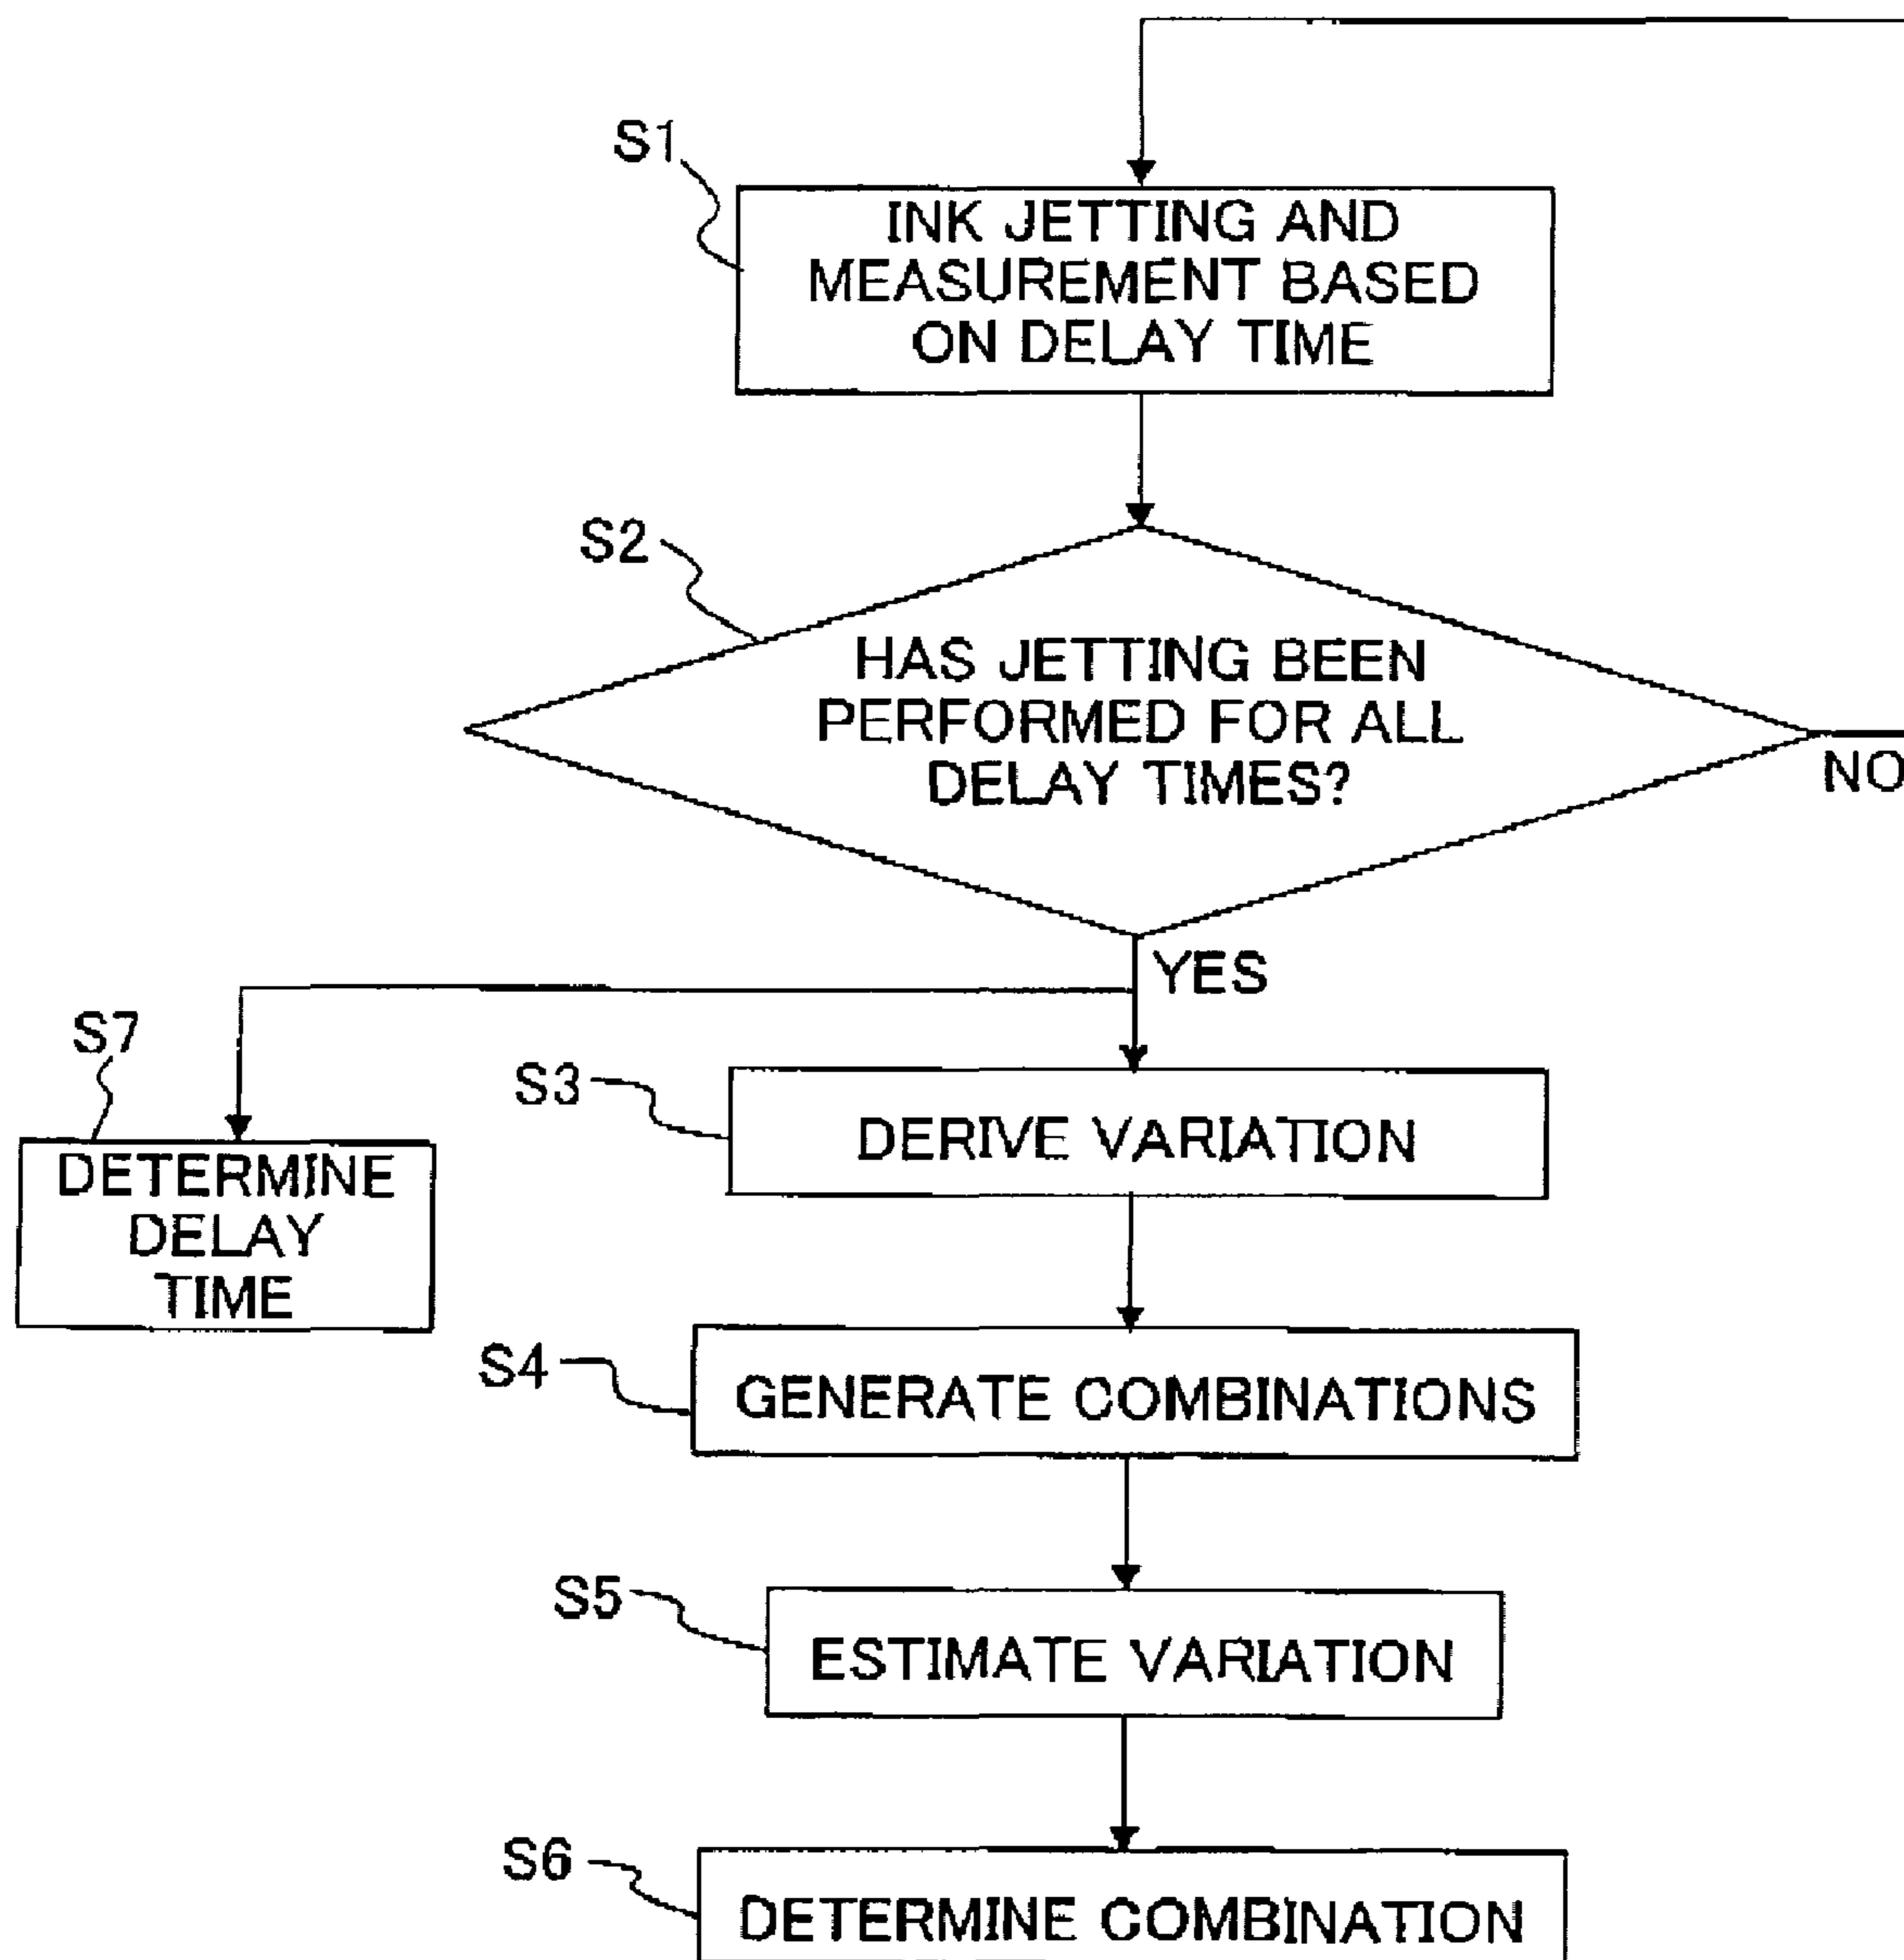 S1
INK JETTING AND
MEASUREMENT BASED
ON DELAY TIME
S2
HAS JETTING BEEN
PERFORMED FOR ALL
DELAY TIMES?
NO
YES
S7
DETERMINE
DELAY
TIME
S3
DERIVE VARIATION
S4
GENERATE COMBINATIONS
S5
ESTIMATE VARIATION
S6
DETERMINE COMBINATION